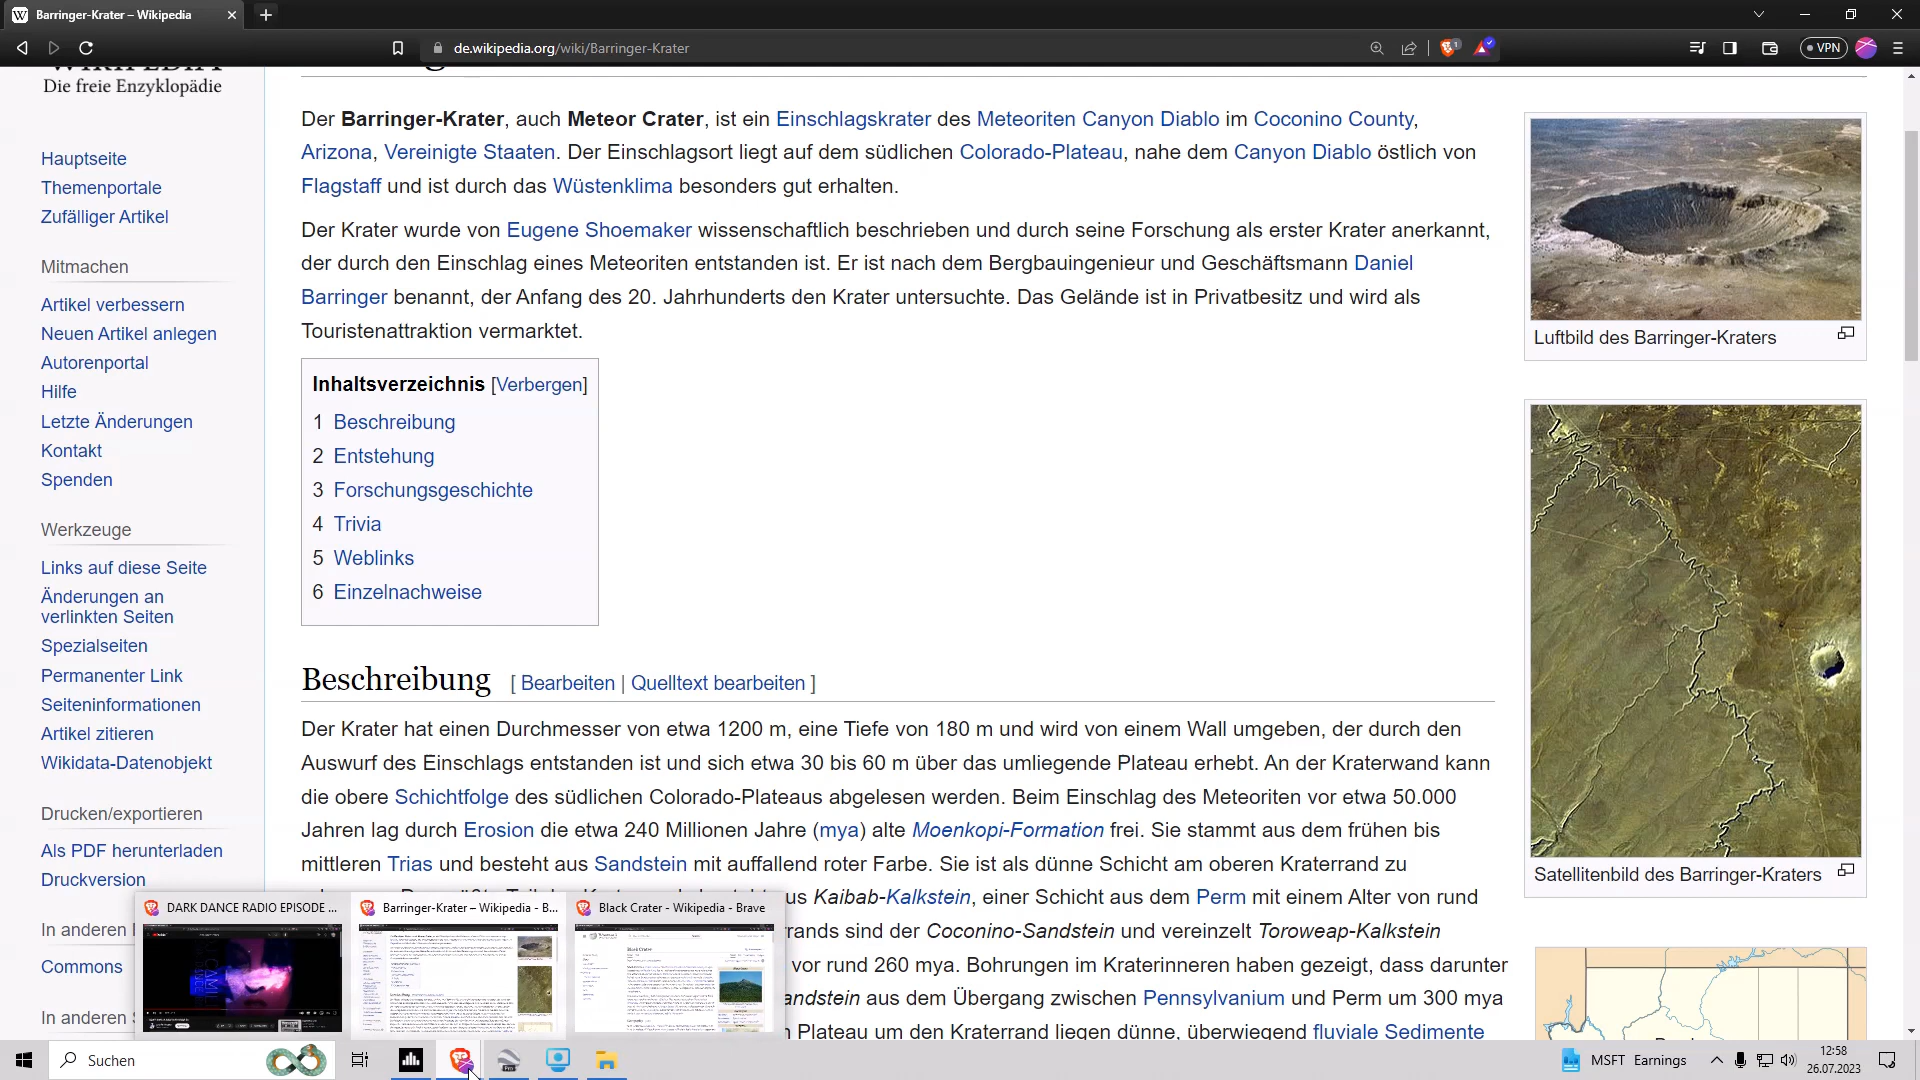 Barringer-Krater – Wikipedia
de.wikipedia.org/wiki/Barringer-Krater
1
VPN
Die freie Enzyklopädie
Hauptseite
Themenportale
Zufälliger Artikel
Mitmachen
Artikel verbessern
Neuen Artikel anlegen
Autorenportal
Hilfe
Letzte Änderungen
Kontakt
Spenden
Werkzeuge
Links auf diese Seite
Änderungen an
verlinkten Seiten
Spezialseiten
Permanenter Link
Seiteninformationen
Artikel zitieren
Wikidata-Datenobjekt
Drucken/exportieren
Als PDF herunterladen
Druckversion
In anderen
Commons
In anderen
Der Barringer-Krater, auch Meteor Crater, ist ein Einschlagskrater des Meteoriten Canyon Diablo im Coconino County,
Arizona, Vereinigte Staaten. Der Einschlagsort liegt auf dem südlichen Colorado-Plateau, nahe dem Canyon Diablo östlich von
Flagstaff und ist durch das Wüstenklima besonders gut erhalten.
Der Krater wurde von Eugene Shoemaker wissenschaftlich beschrieben und durch seine Forschung als erster Krater anerkannt,
der durch den Einschlag eines Meteoriten entstanden ist. Er ist nach dem Bergbauingenieur und Geschäftsmann Daniel
Barringer benannt, der Anfang des 20. Jahrhunderts den Krater untersuchte. Das Gelände ist in Privatbesitz und wird als
Touristenattraktion vermarktet.
Inhaltsverzeichnis [Verbergen]
1 Beschreibung
2 Entstehung
3 Forschungsgeschichte
4 Trivia
5 Weblinks
6 Einzelnachweise
Beschreibung [ Bearbeiten | Quelltext bearbeiten ]
Der Krater hat einen Durchmesser von etwa 1200 m, eine Tiefe von 180 m und wird von einem Wall umgeben, der durch den
Auswurf des Einschlags entstanden ist und sich etwa 30 bis 60 m über das umliegende Plateau erhebt. An der Kraterwand kann
die obere Schichtfolge des südlichen Colorado-Plateaus abgelesen werden. Beim Einschlag des Meteoriten vor etwa 50.000
Jahren lag durch Erosion die etwa 240 Millionen Jahre (mya) alte Moenkopi-Formation frei. Sie stammt aus dem frühen bis
mittleren Trias und besteht aus Sandstein mit auffallend roter Farbe. Sie ist als dünne Schicht am oberen Kraterrand zu
us Kaibab-Kalkstein, einer Schicht aus dem Perm mit einem Alter von rund
rrands sind der Coconino-Sandstein und vereinzelt Toroweap-Kalkstein
vor rund 260 mya. Bohrungen im Kraterinneren haben gezeigt, dass darunter
andstein aus dem Übergang zwischen Pennsylvanium und Perm um 300 mya
n Plateau um den Kraterrand liegen dünne, überwiegend fluviale Sedimente
Luftbild des Barringer-Kraters
Satellitenbild des Barringer-Kraters
DARK DANCE RADIO EPISODE ...
Barringer-Krater – Wikipedia - B...
Black Crater - Wikipedia - Brave
Suchen
Pro
MSFT Earnings
12:58
26.07.2023